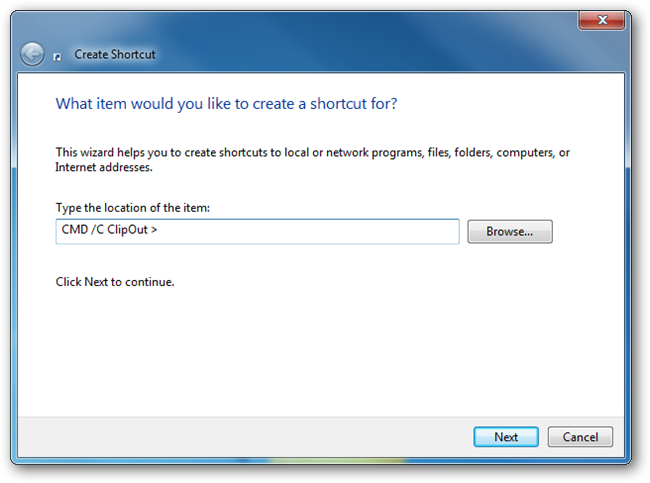 Create Shortcut
What item would you like to create a shortcut for?
This wizard helps you to create shortcuts to local or network programs, files, folders, computers, or
Internet addresses.
Type the location of the item:
CMD /C ClipOut >
Browse...
Click Next to continue.
Next
Cancel